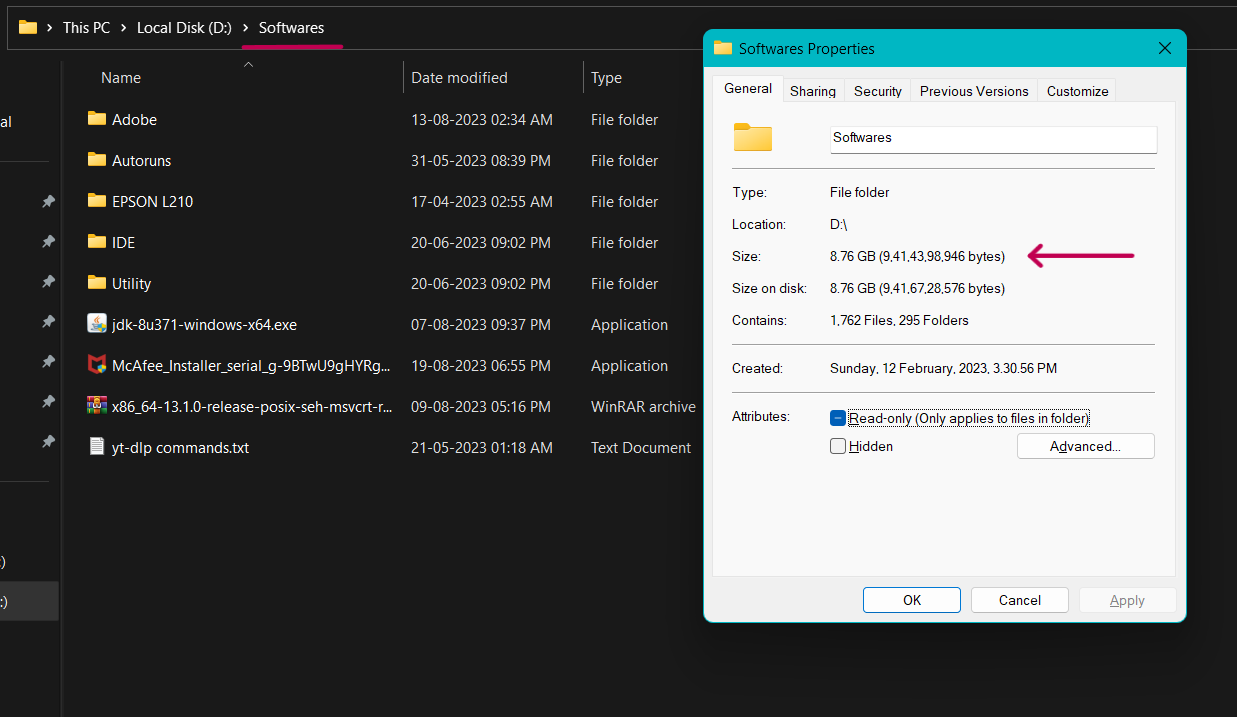 This PC > Local Disk (D:) > Softwares
Name Date modified Type
al
Adobe 13-08-2023 02:34 AM File folder
Autoruns 31-05-2023 08:39 PM File folder
EPSON L210 17-04-2023 02:55 AM File folder
IDE 20-06-2023 09:02 PM File folder
Utility 20-06-2023 09:02 PM File folder
jdk-8u371-windows-x64.exe 07-08-2023 09:37 PM Application
McAfee_Installer_serial_g-9BTwU9gHYRg... 19-08-2023 06:55 PM Application
x86_64-13.1.0-release-posix-seh-msvcrt-r... 09-08-2023 05:16 PM WinRAR archive
yt-dlp commands.txt 21-05-2023 01:18 AM Text Document
:)
:)
Softwares Properties
General Sharing Security Previous Versions Customize
Softwares
Type: File folder
Location: D:\
Size: 8.76 GB (9,41,43,98,946 bytes)
Size on disk: 8.76 GB (9,41,67,28,576 bytes)
Contains: 1,762 Files, 295 Folders
Created: Sunday, 12 February, 2023, 3.30.56 PM
Attributes: Read-only (Only applies to files in folder)
Hidden Advanced...
OK Cancel Apply